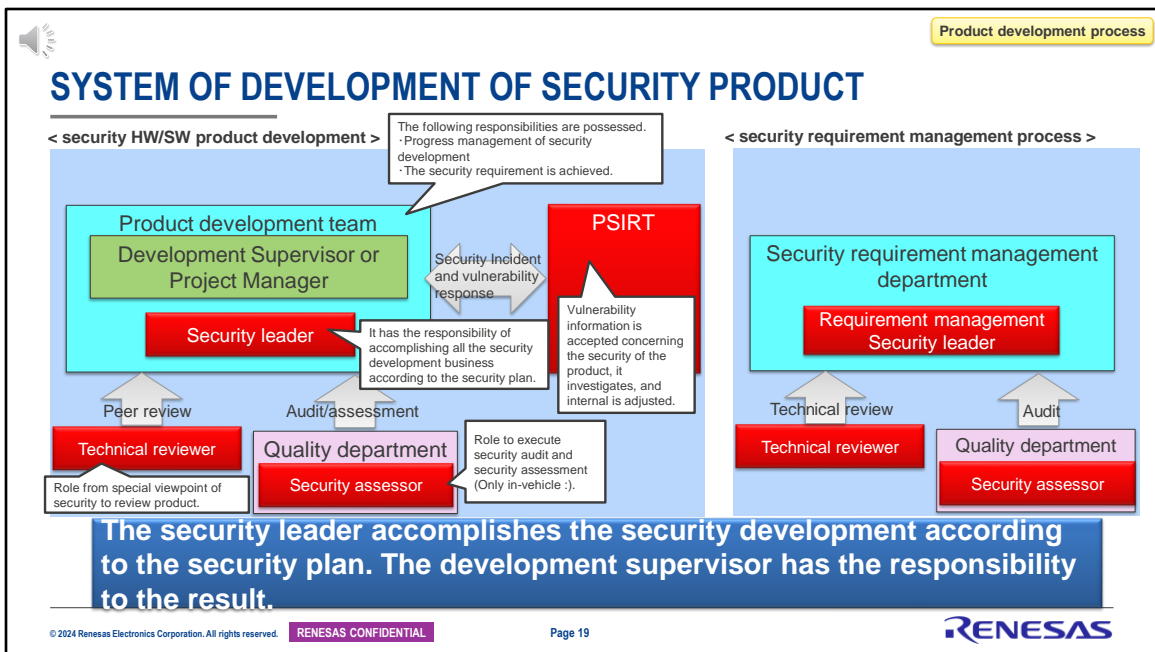 Product development process
SYSTEM OF DEVELOPMENT OF SECURITY PRODUCT
< security HW/SW product development >
The following responsibilities are possessed.
・Progress management of security
development
・The security requirement is achieved.
Product development team
Development Supervisor or
Project Manager
Security leader
Security Incident
and vulnerability
response
PSIRT
It has the responsibility of
accomplishing all the security
development business
according to the security plan.
Vulnerability
information is
accepted concerning
the security of the
product, it
investigates, and
internal is adjusted.
Peer review
Audit/assessment
Technical reviewer
Quality department
Security assessor
Role from special viewpoint of
security to review product.
Role to execute
security audit and
security assessment
(Only in-vehicle :).
< security requirement management process >
Security requirement management
department
Requirement management
Security leader
Technical review
Audit
Technical reviewer
Quality department
Security assessor
The security leader accomplishes the security development according
to the security plan. The development supervisor has the responsibility
to the result.
© 2024 Renesas Electronics Corporation. All rights reserved.
RENESAS CONFIDENTIAL
Page 19
RENESAS